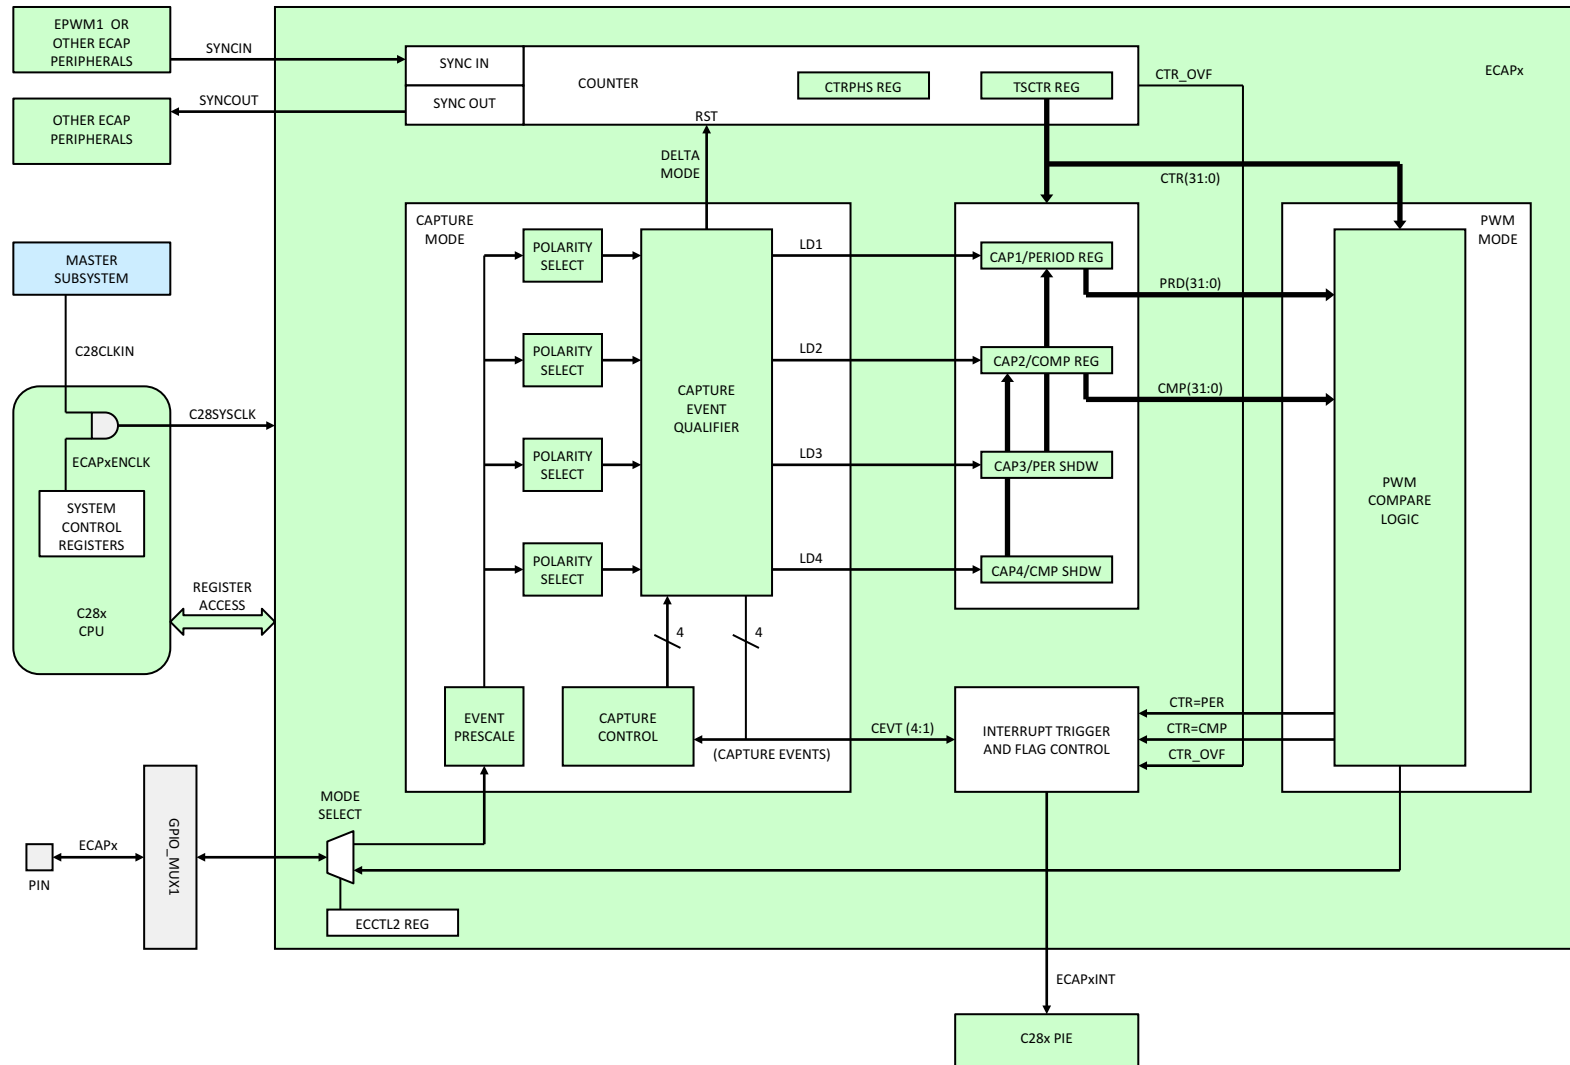 EPWM1 OR
OTHER ECAP
PERIPHERALS
SYNCIN
SYNC IN
COUNTER
CTRPHS REG
TSCTR REG
CTR_OVF
ECAPx
OTHER ECAP
PERIPHERALS
SYNCOUT
SYNC OUT
RST
DELTA
MODE
CTR(31:0)
CAPTURE
MODE
PWM
MODE
MASTER
SUBSYSTEM
C28CLKIN
POLARITY
SELECT
POLARITY
SELECT
POLARITY
SELECT
POLARITY
SELECT
CAPTURE
EVENT
QUALIFIER
LD1
LD2
LD3
LD4
CAP1/PERIOD REG
CAP2/COMP REG
CAP3/PER SHDW
CAP4/CMP SHDW
PRD(31:0)
CMP(31:0)
PWM
COMPARE
LOGIC
C28SYSCLK
ECAPxENCLK
SYSTEM
CONTROL
REGISTERS
C28x
CPU
REGISTER
ACCESS
4
4
EVENT
PRESCALE
CAPTURE
CONTROL
CEVT (4:1)
(CAPTURE EVENTS)
INTERRUPT TRIGGER
AND FLAG CONTROL
CTR=PER
CTR=CMP
CTR_OVF
MODE
SELECT
PIN
ECAPx
GPIO_MUX1
ECCTL2 REG
ECAPxINT
C28x PIE